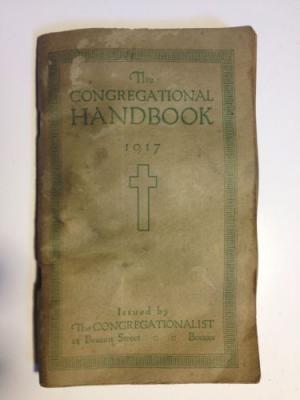 The
CONGREGATIONAL
HANDBOOK
1917
Issued by
The CONGREGATIONALIST
Beacon Street Boston